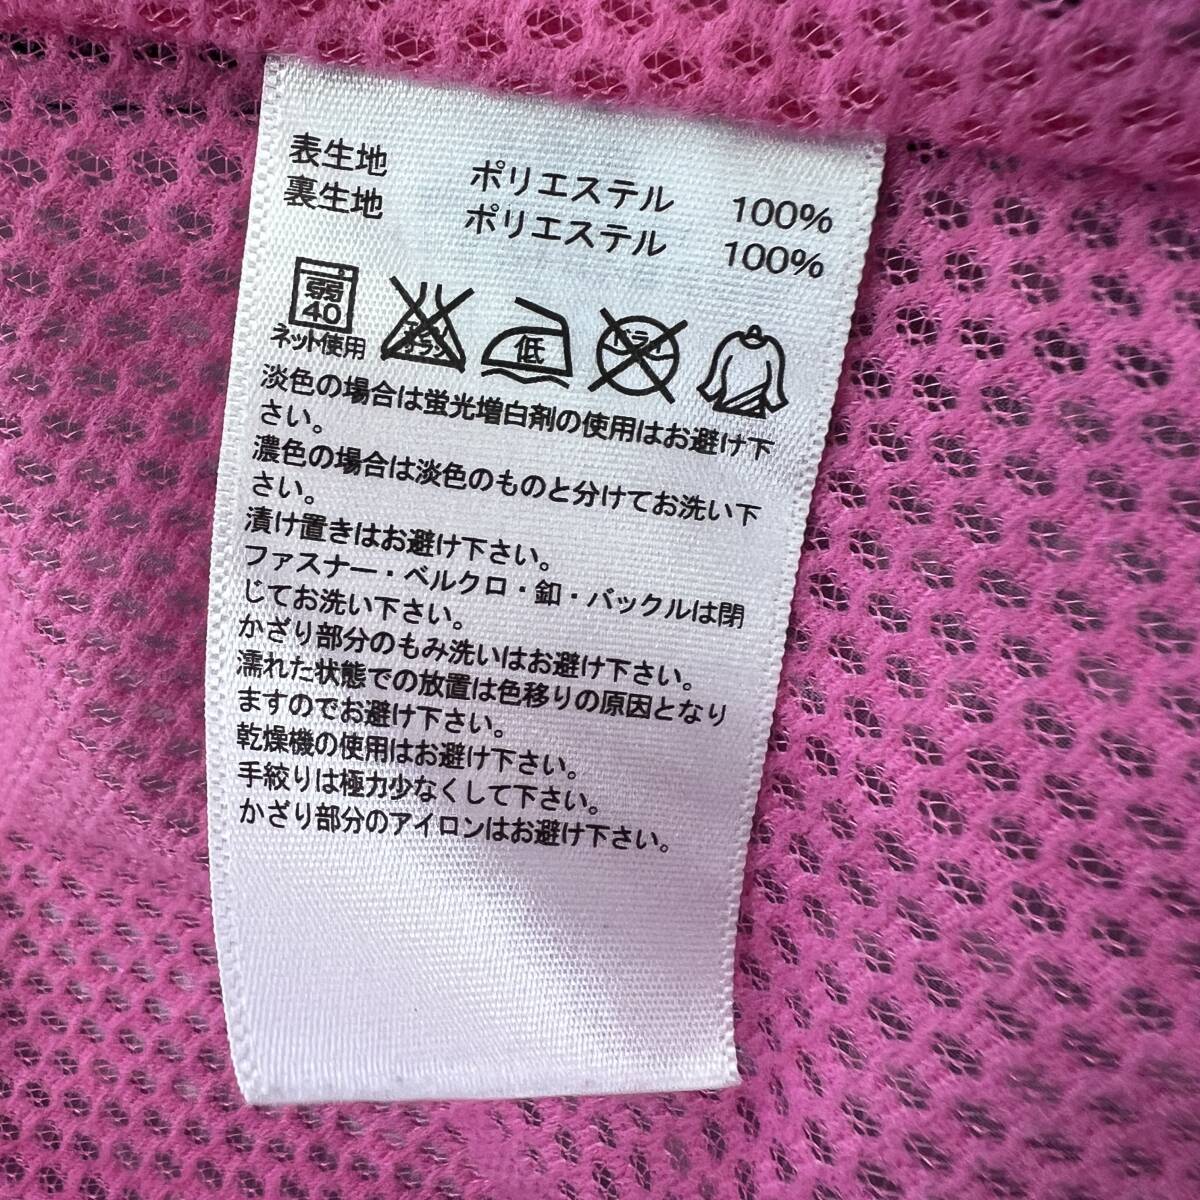 表生地 ポリエステル 100%
裏生地 ポリエステル 100%
弱
40
ネット使用
エンソ
サラシ
低
ドライ
淡色の場合は蛍光増白剤の使用はお避け下
さい。
濃色の場合は淡色のものと分けてお洗い下
さい。
漬け置きはお避け下さい。
ファスナー・ベルクロ・釦・バックルは閉
じてお洗い下さい。
かざり部分のもみ洗いはお避け下さい。
濡れた状態での放置は色移りの原因となり
ますのでお避け下さい。
乾燥機の使用はお避け下さい。
手絞りは極力少なくして下さい。
かざり部分のアイロンはお避け下さい。